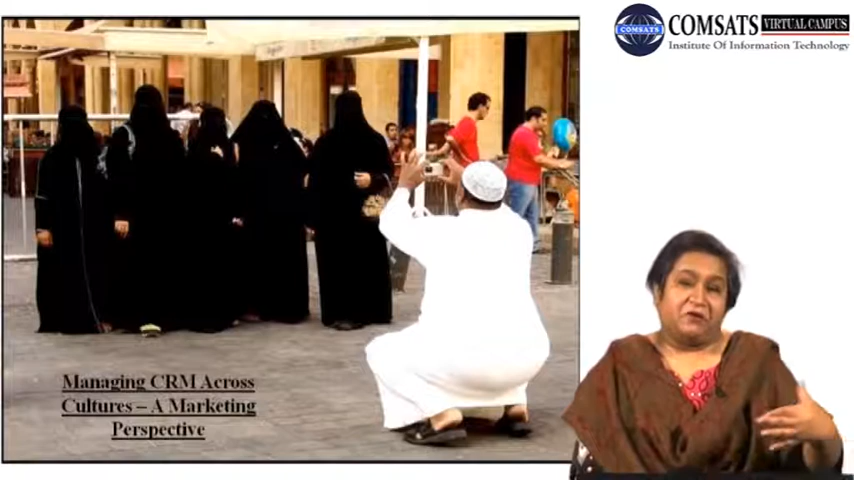 COMSATS
COMSATS VIRTUAL CAMPUS
Institute Of Information Technology
Managing CRM Across
Cultures – A Marketing
Perspective